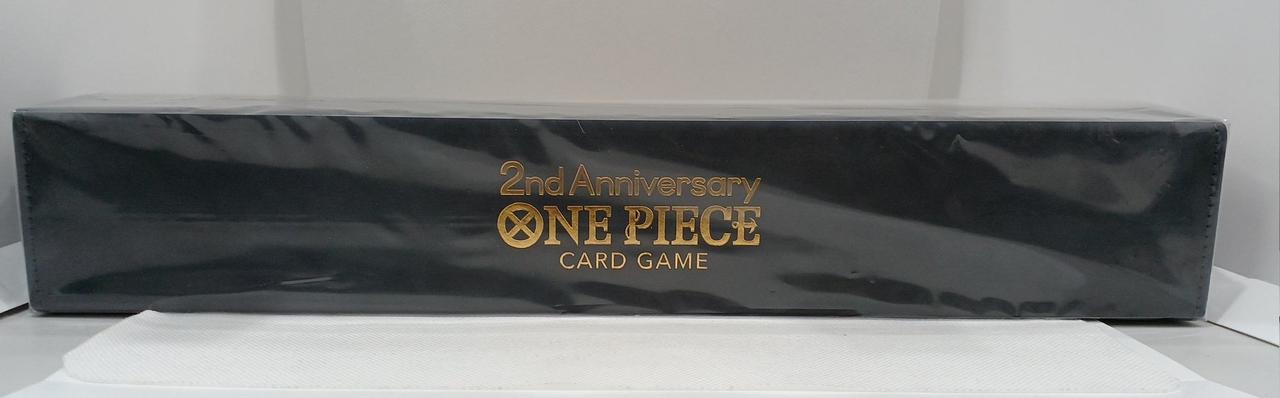 2nd Anniversary
ONE PIECE
CARD GAME